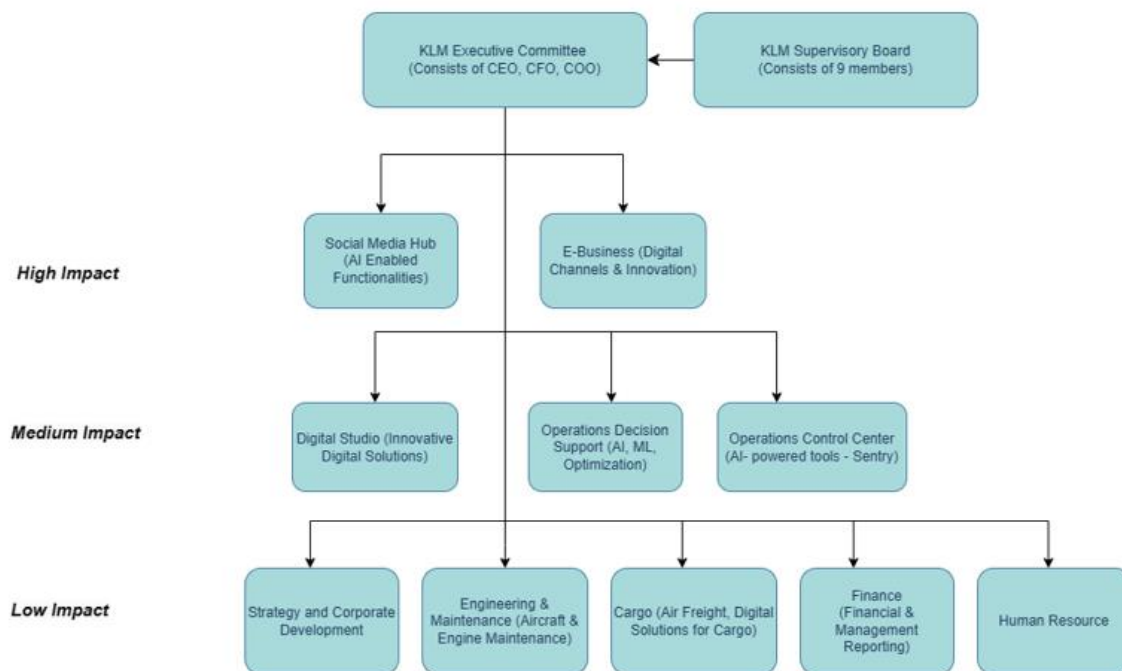 KLM Executive Committee
(Consists of CEO, CFO, COO)
KLM Supervisory Board
(Consists of 9 members)
High Impact
Social Media Hub
(AI Enabled
Functionalities)
E-Business (Digital
Channels & Innovation)
Medium Impact
Digital Studio (Innovative
Digital Solutions)
Operations Decision
Support (AI, ML,
Optimization)
Operations Control Center
(AI- powered tools - Sentry)
Low Impact
Strategy and Corporate
Development
Engineering &
Maintenance (Aircraft &
Engine Maintenance)
Cargo (Air Freight, Digital
Solutions for Cargo)
Finance
(Financial &
Management
Reporting)
Human Resource